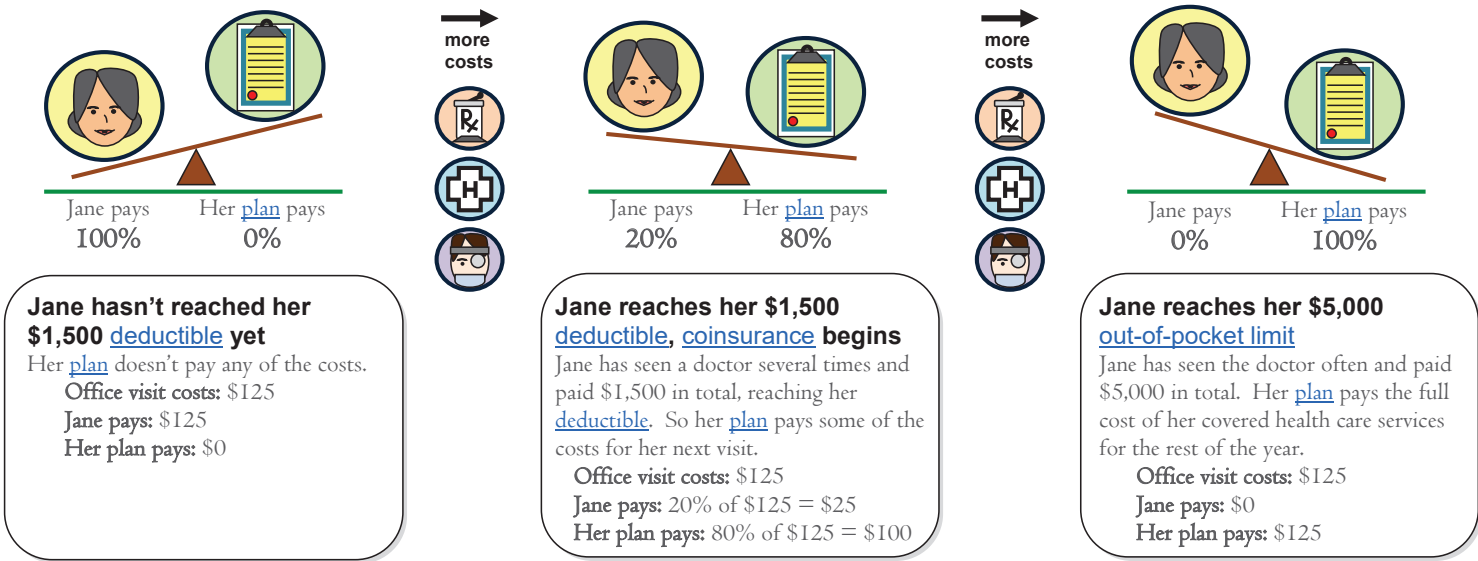 Jane pays
100%
Her plan pays
0%
more
costs
Rx
H
Jane pays
20%
Her plan pays
80%
more
costs
Rx
H
Jane pays
0%
Her plan pays
100%
Jane hasn't reached her
$1,500 deductible yet
Her plan doesn't pay any of the costs.
Office visit costs: $125
Jane pays: $125
Her plan pays: $0
Jane reaches her $1,500
deductible, coinsurance begins
Jane has seen a doctor several times and
paid $1,500 in total, reaching her
deductible.  So her plan pays some of the
costs for her next visit.
Office visit costs: $125
Jane pays: 20% of $125 = $25
Her plan pays: 80% of $125 = $100
Jane reaches her $5,000
out-of-pocket limit
Jane has seen the doctor often and paid
$5,000 in total.  Her plan pays the full
cost of her covered health care services
for the rest of the year.
Office visit costs: $125
Jane pays: $0
Her plan pays: $125